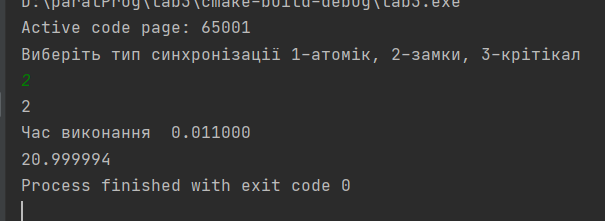 D:\paralProg\lab3\cmake-build-debug\lab3.exe
Active code page: 65001
Виберіть тип синхронізації 1-атомік, 2-замки, 3-крітікал
2
2
Час виконання  0.011000
20.999994
Process finished with exit code 0